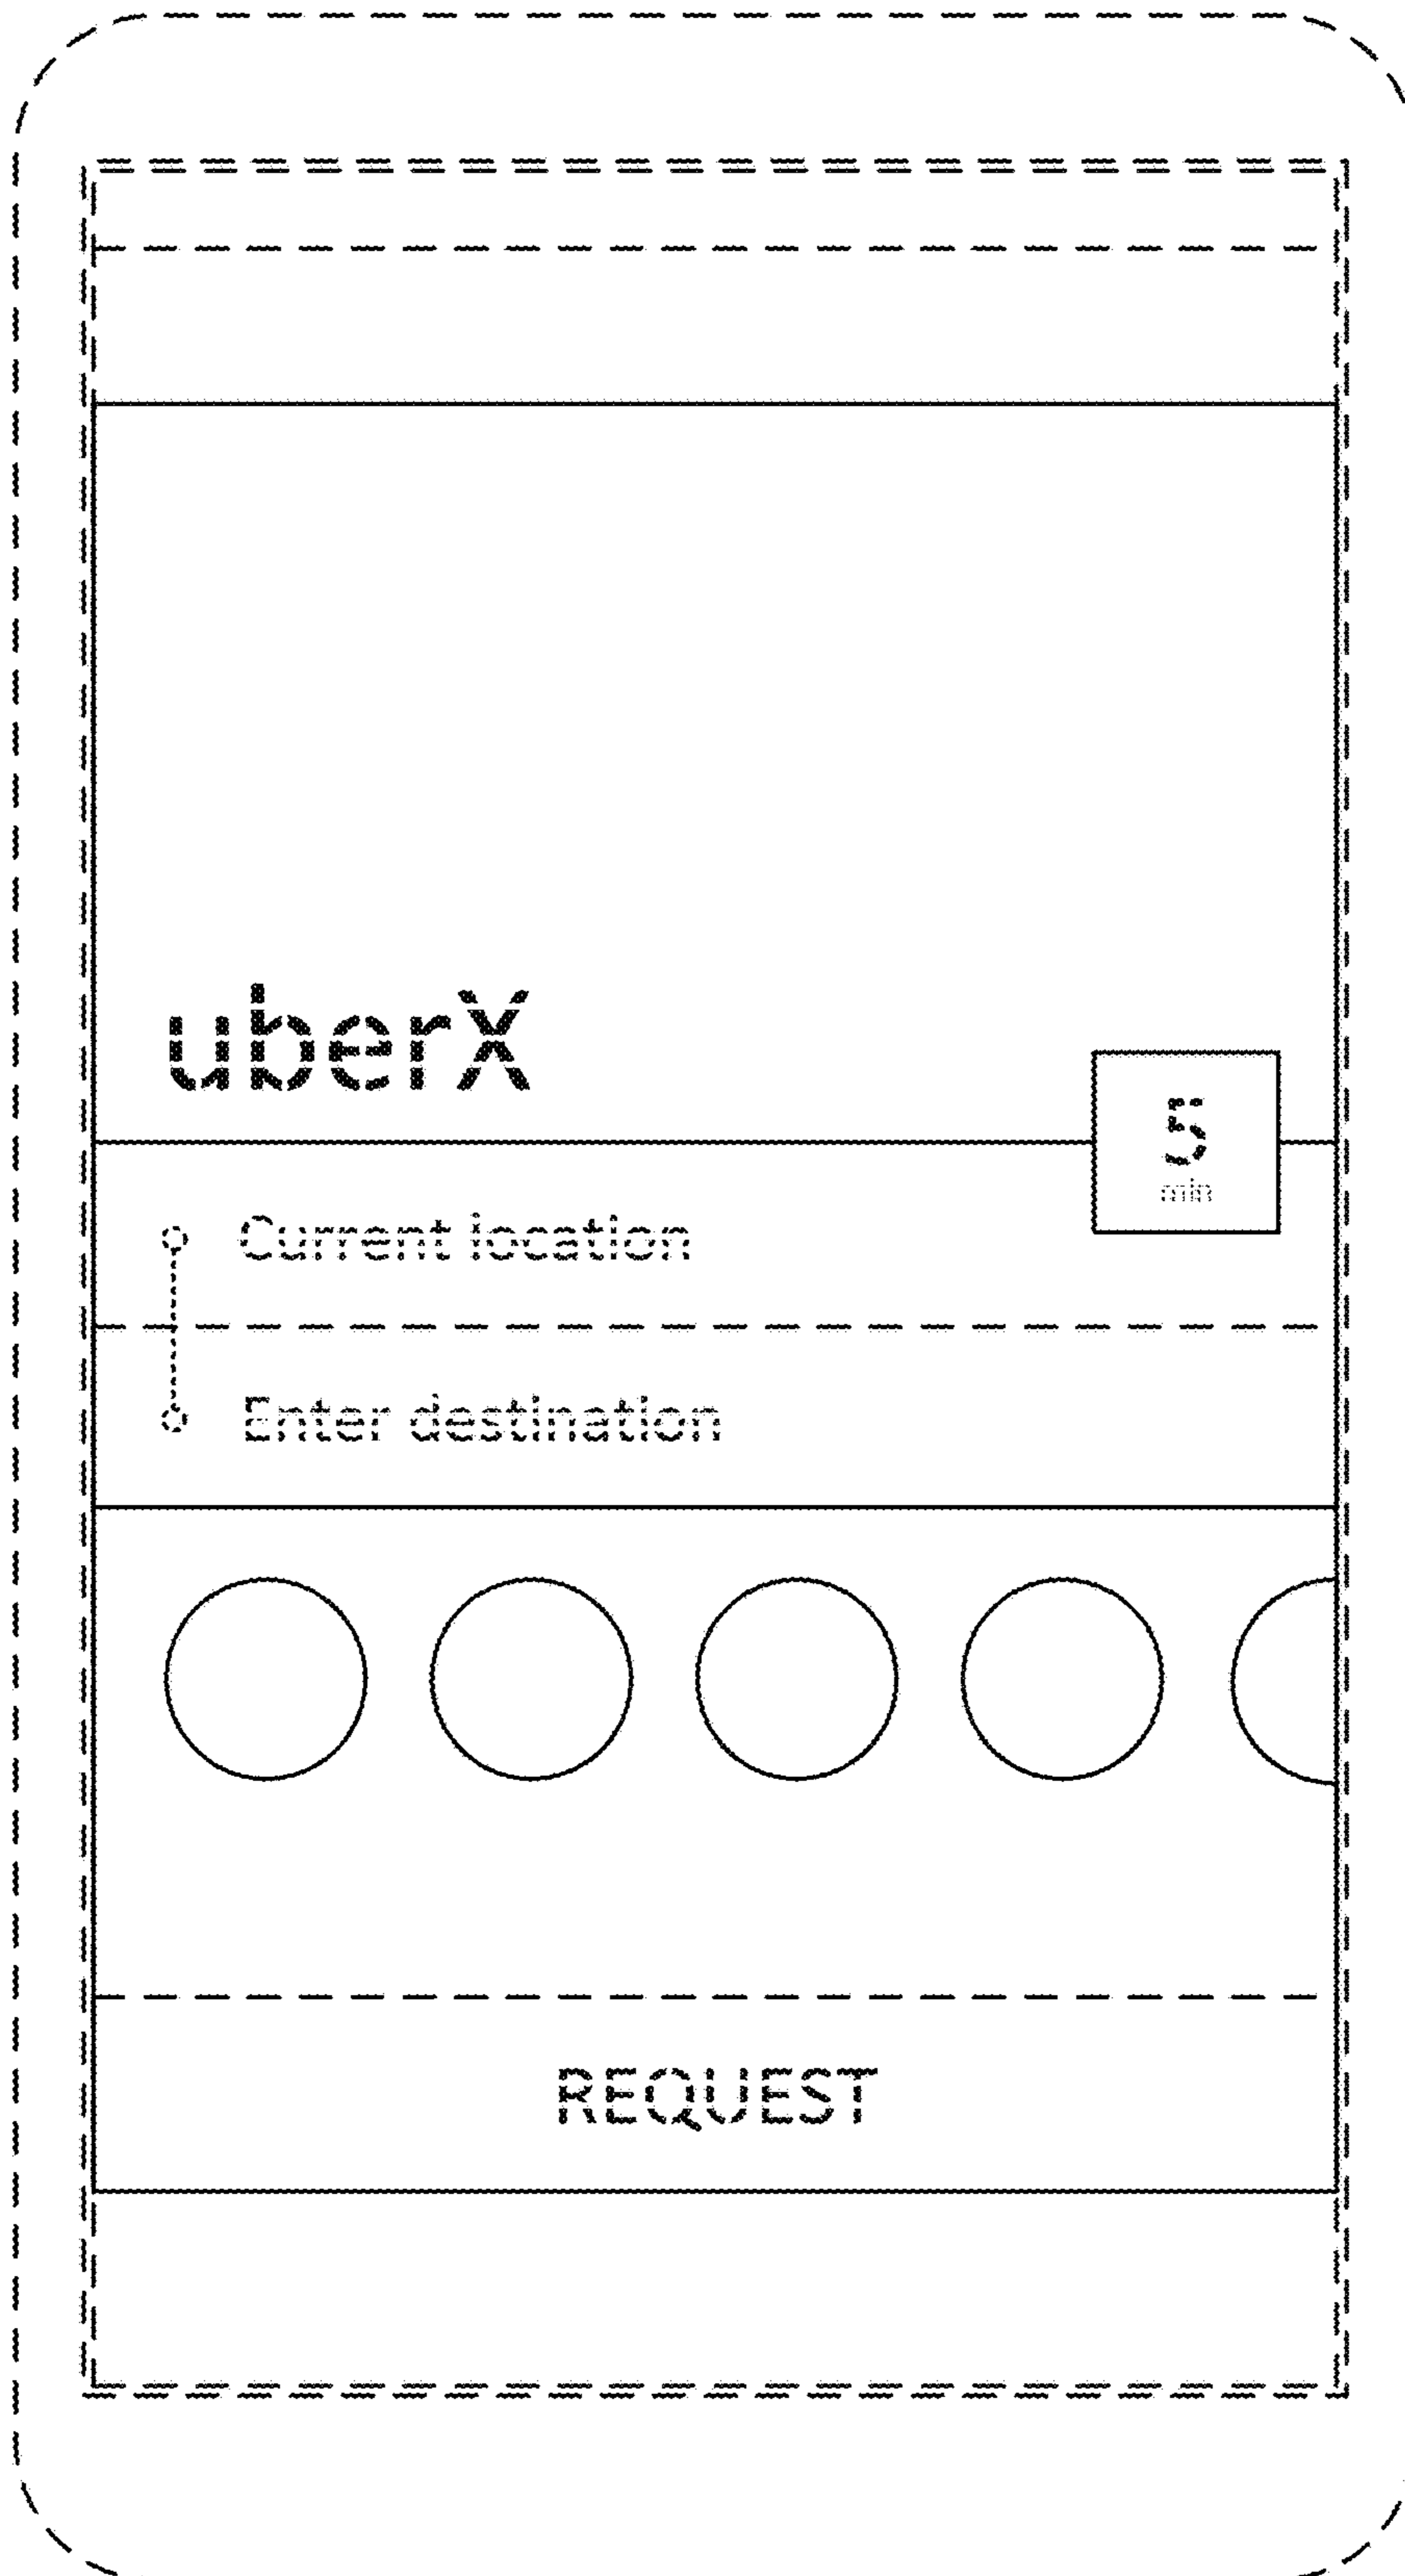 uberX
5
min
Current location
Enter destination
REQUEST